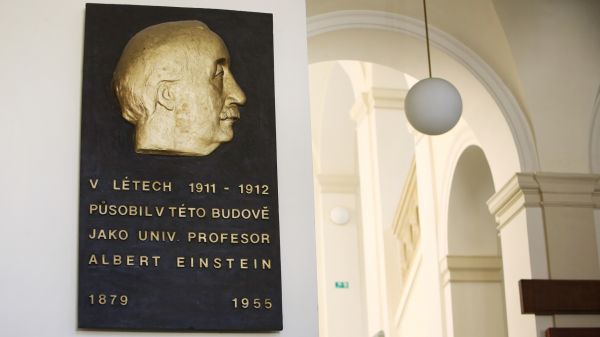 V LÉTECH 1911 - 1912
PŮSOBIL V TÉTO BUDOVĚ
JAKO UNIV. PROFESOR
ALBERT EINSTEIN
1879 1955